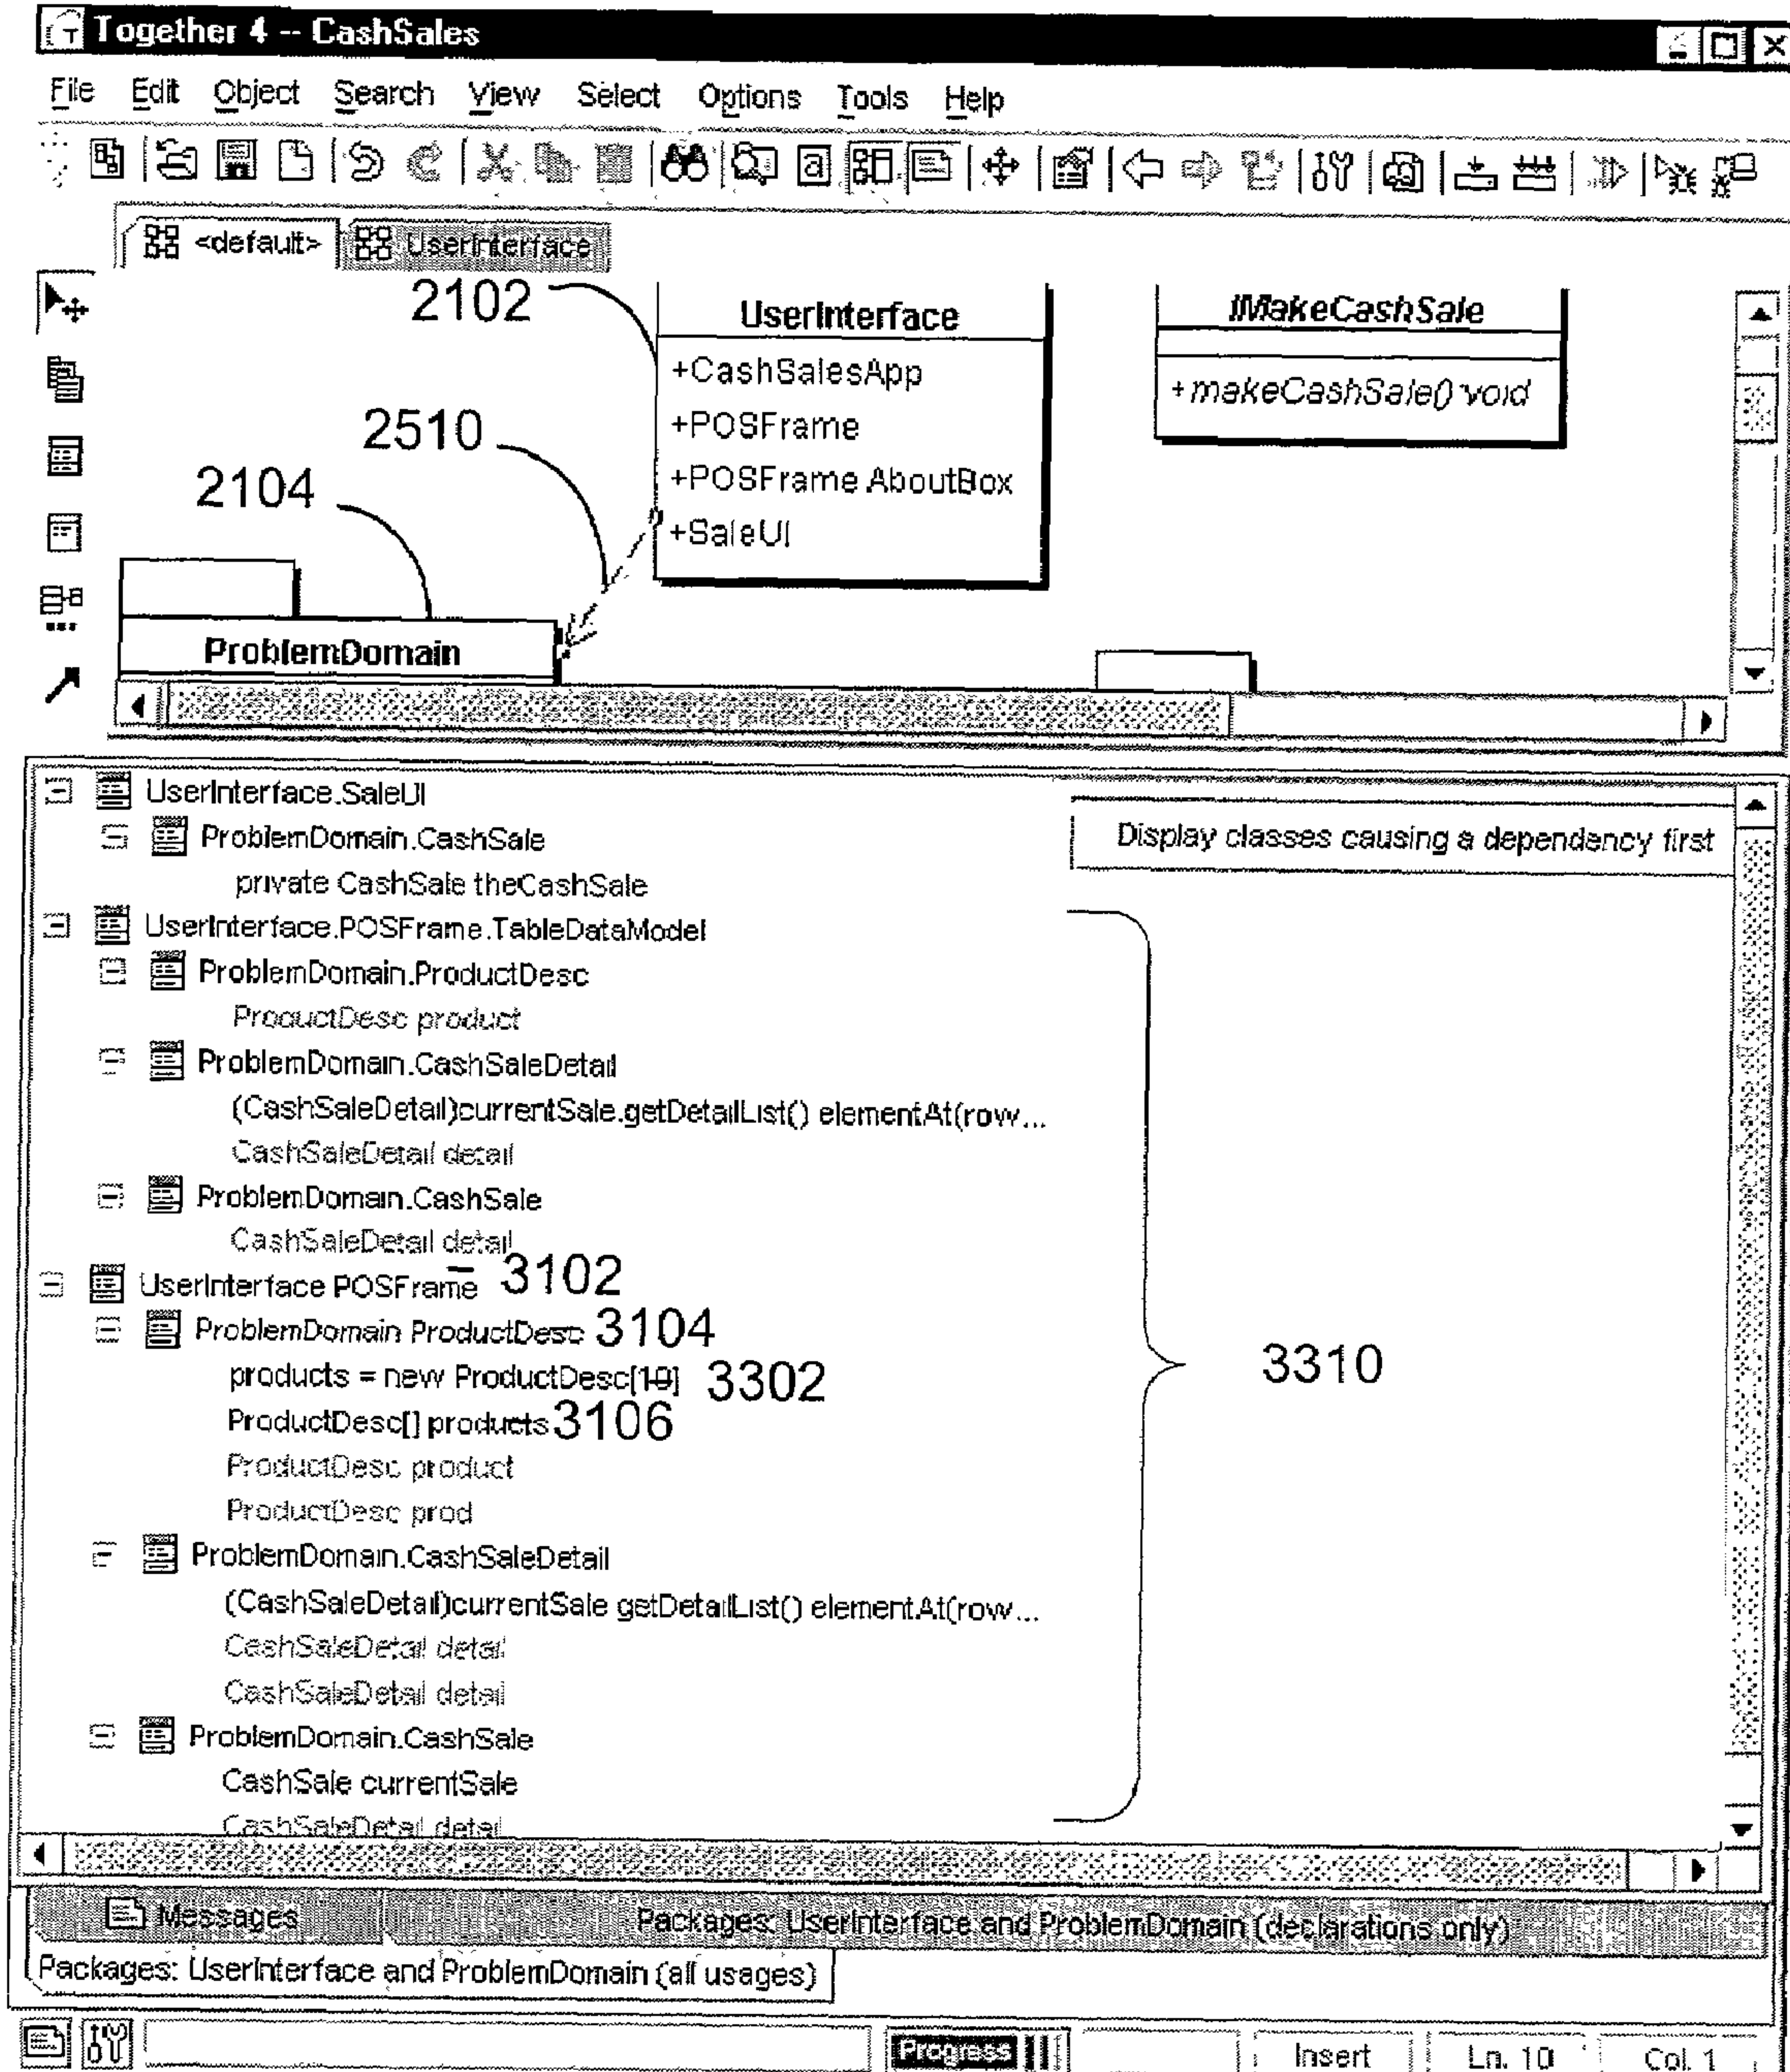 Together 4 -- CashSales
File Edit Object Search View Select Options Tools Help
<default> UserInterface
2102
UserInterface
+CashSalesApp
+POSFrame
+POSFrame AboutBox
+SaleUI
IMakeCashSale
+makeCashSale() void
2510
2104
ProblemDomain
UserInterface.SaleUI
Display classes causing a dependency first
ProblemDomain.CashSale
private CashSale theCashSale
UserInterface.POSFrame.TableDataModel
ProblemDomain.ProductDesc
ProductDesc product
ProblemDomain.CashSaleDetail
(CashSaleDetail)currentSale.getDetailList() elementAt(row...
CashSaleDetail detail
ProblemDomain.CashSale
CashSaleDetail detail
UserInterface POSFrame 3102
ProblemDomain ProductDesc 3104
products = new ProductDesc[10] 3302
3310
ProductDesc[] products 3106
ProductDesc product
ProductDesc prod
ProblemDomain.CashSaleDetail
(CashSaleDetail)currentSale getDetailList() elementAt(row...
CashSaleDetail detail
CashSaleDetail detail
ProblemDomain.CashSale
CashSale currentSale
CashSaleDetail detail
Messages Packages: UserInterface and ProblemDomain (declarations only)
Packages: UserInterface and ProblemDomain (all usages)
Progress Insert Ln. 10 Col. 1